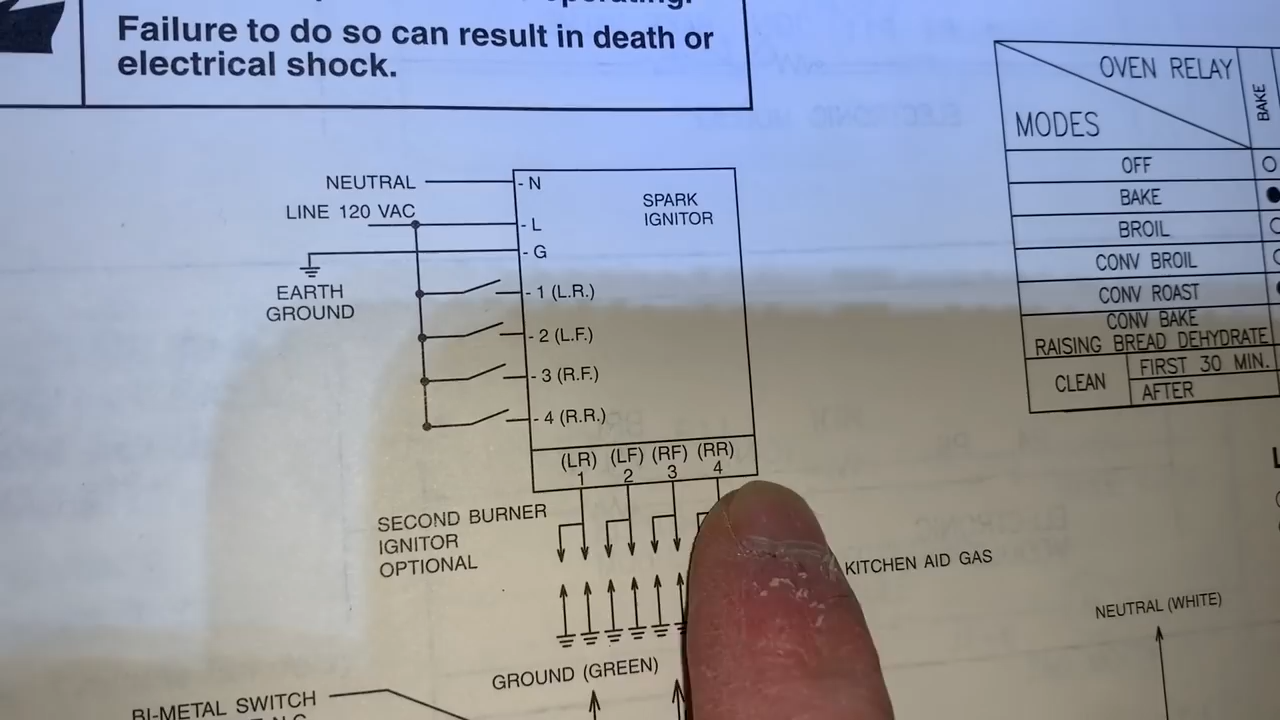 operating.
Failure to do so can result in death or
electrical shock.
OVEN RELAY
MODES
BAKE
OFF
BAKE
BROIL
CONV BROIL
CONV ROAST
CONV BAKE
RAISING BREAD DEHYDRATE
CLEAN
FIRST 30 MIN.
AFTER
NEUTRAL
LINE 120 VAC
EARTH
GROUND
- N
- L
- G
SPARK
IGNITOR
- 1 (L.R.)
- 2 (L.F.)
- 3 (R.F.)
- 4 (R.R.)
(LR) (LF) (RF) (RR)
1 2 3 4
SECOND BURNER
IGNITOR
OPTIONAL
KITCHEN AID GAS
GROUND (GREEN)
NEUTRAL (WHITE)
BI-METAL SWITCH